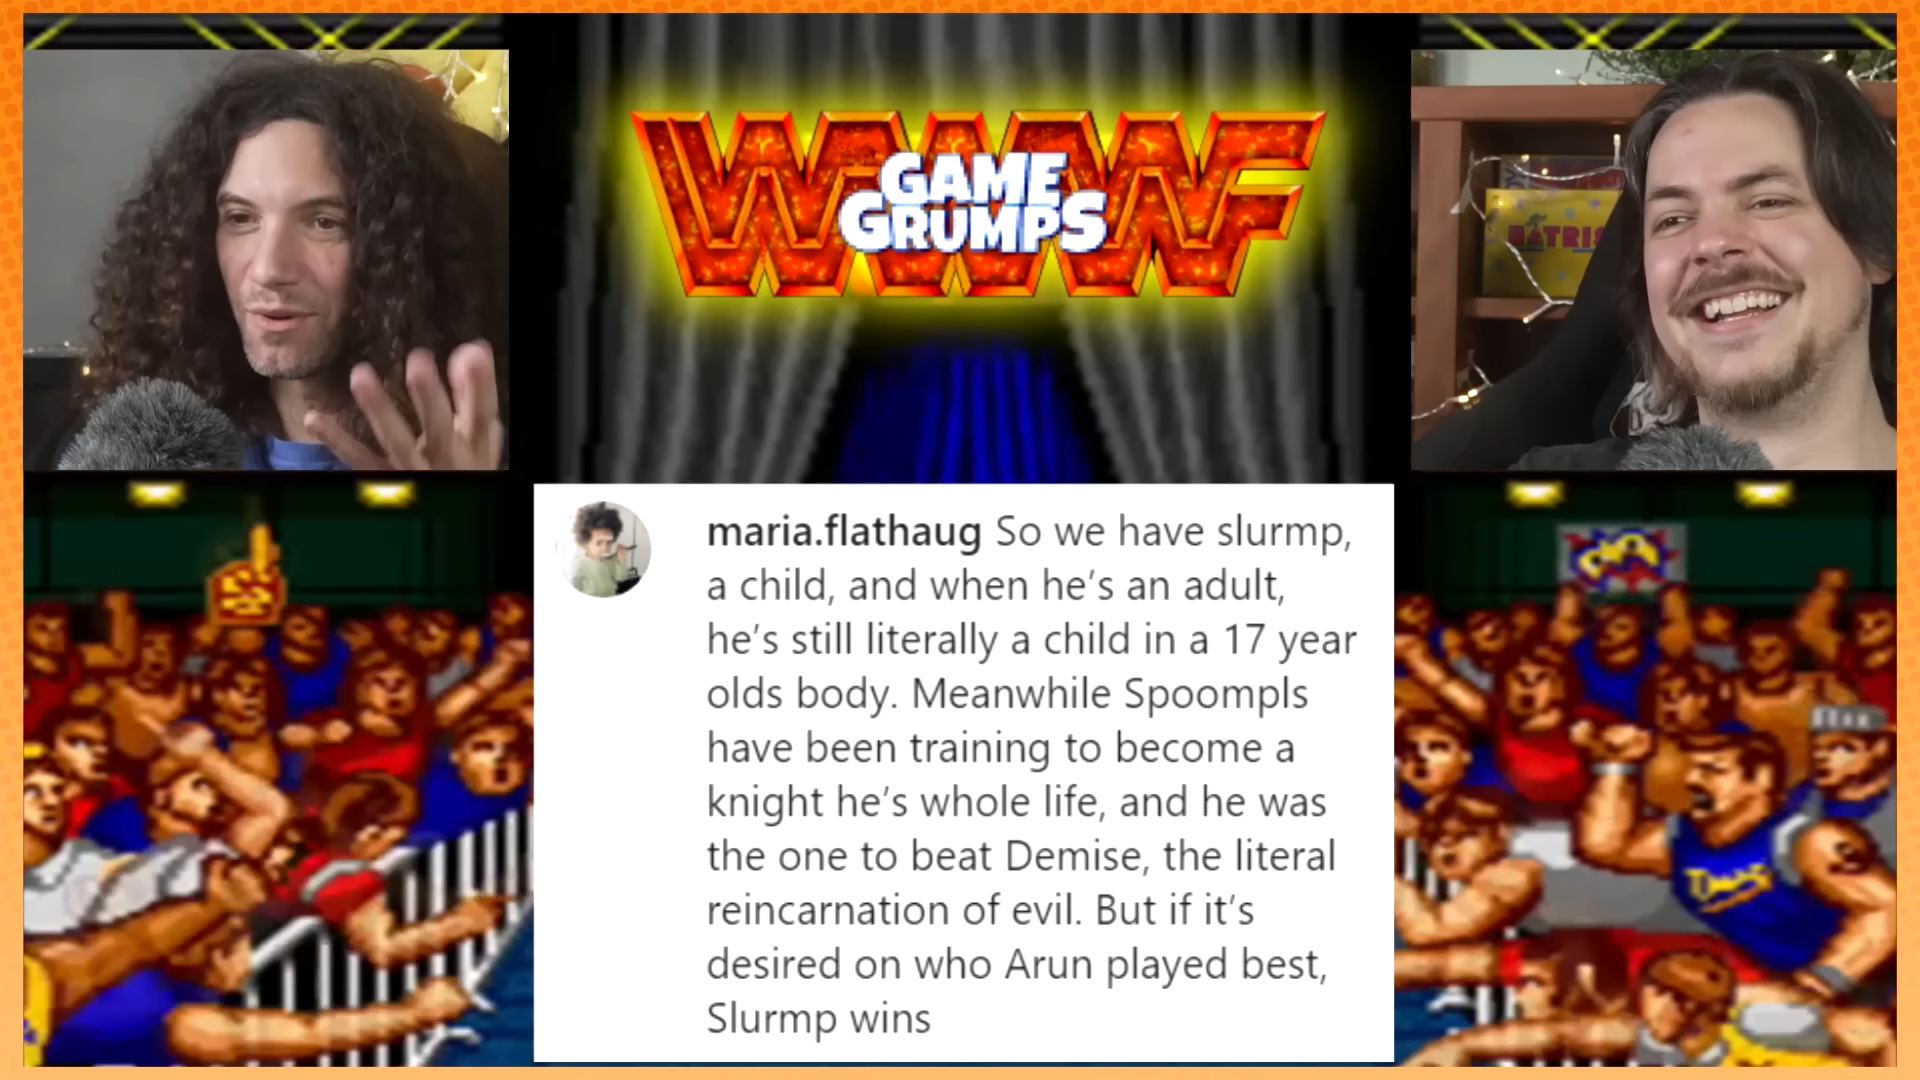 WWF
GAME
GRUMPS
maria.flathaug So we have slurmp,
a child, and when he’s an adult,
he’s still literally a child in a 17 year
olds body. Meanwhile Spoompls
have been training to become a
knight he’s whole life, and he was
the one to beat Demise, the literal
reincarnation of evil. But if it’s
desired on who Arun played best,
Slurmp wins